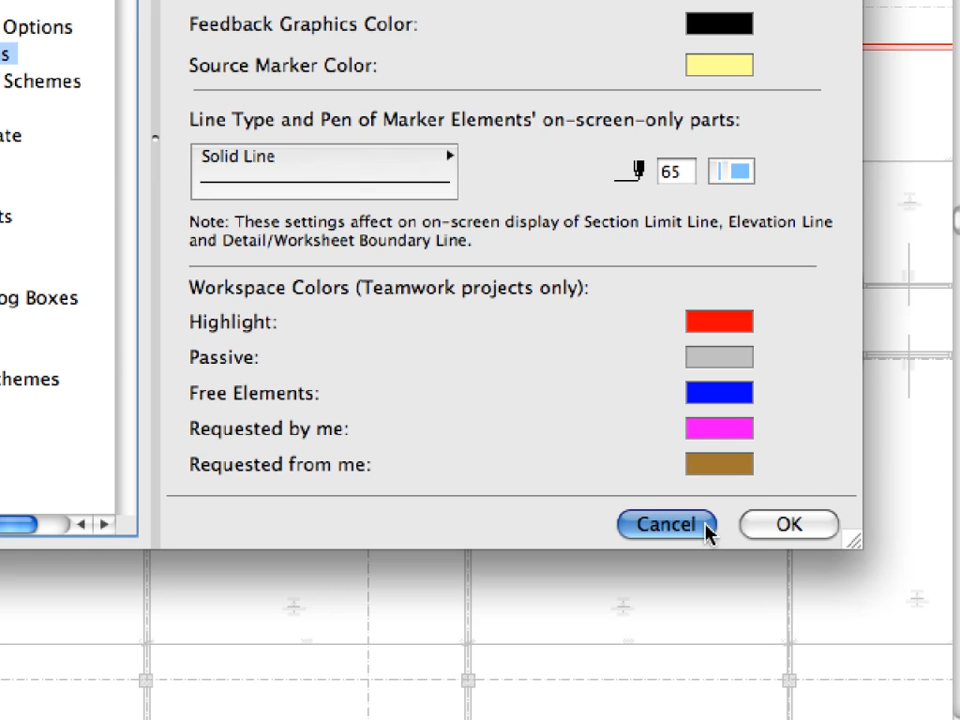 Options
s
Schemes
ate
ts
og Boxes
chemes
Feedback Graphics Color:
Source Marker Color:
Line Type and Pen of Marker Elements' on-screen-only parts:
Solid Line
65
Note: These settings affect on on-screen display of Section Limit Line, Elevation Line
and Detail/Worksheet Boundary Line.
Workspace Colors (Teamwork projects only):
Highlight:
Passive:
Free Elements:
Requested by me:
Requested from me:
Cancel
OK